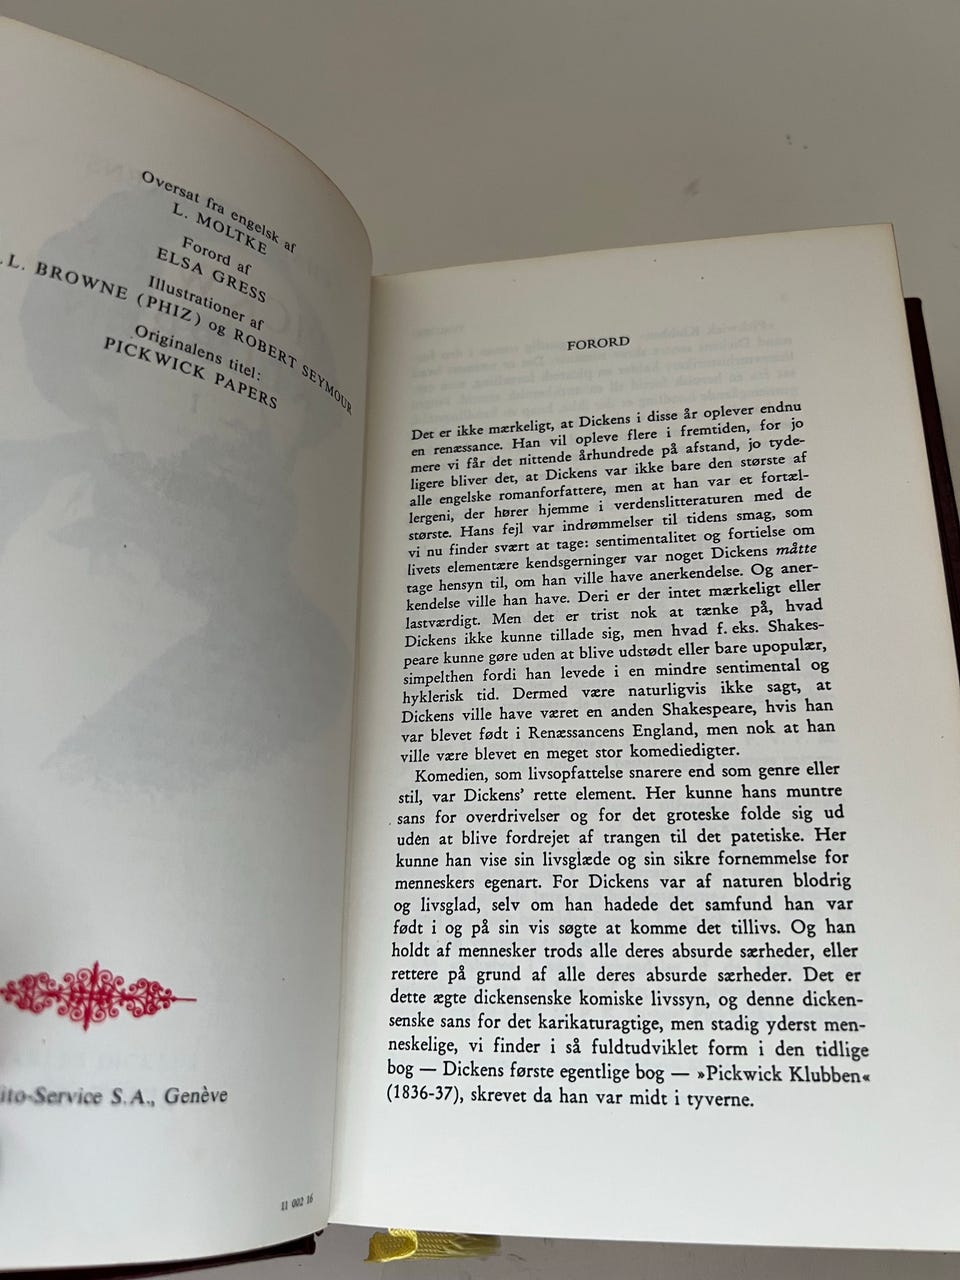 Oversat fra engelsk af
L. MOLTKE
Forord af
ELSA GRESS
Illustrationer af
.L. BROWNE (PHIZ) og ROBERT SEYMOUR
Originalens titel:
PICKWICK PAPERS
ito-Service S.A., Genève
11 002 16
FORORD
Det er ikke mærkeligt, at Dickens i disse år oplever endnu
en renæssance. Han vil opleve flere i fremtiden, for jo
mere vi får det nittende århundrede på afstand, jo tyde-
ligere bliver det, at Dickens var ikke bare den største af
alle engelske romanforfattere, men at han var et fortæl-
lergeni, der hører hjemme i verdenslitteraturen med de
største. Hans fejl var indrømmelser til tidens smag, som
vi nu finder svært at tage: sentimentalitet og fortielse om
livets elementære kendsgerninger var noget Dickens måtte
tage hensyn til, om han ville have anerkendelse. Og aner-
kendelse ville han have. Deri er der intet mærkeligt eller
lastværdigt. Men det er trist nok at tænke på, hvad
Dickens ikke kunne tillade sig, men hvad f. eks. Shakes-
peare kunne gøre uden at blive udstødt eller bare upopulær,
simpelthen fordi han levede i en mindre sentimental og
hyklerisk tid. Dermed være naturligvis ikke sagt, at
Dickens ville have været en anden Shakespeare, hvis han
var blevet født i Renæssancens England, men nok at han
ville være blevet en meget stor komediedigter.
Komedien, som livsopfattelse snarere end som genre eller
stil, var Dickens' rette element. Her kunne hans muntre
sans for overdrivelser og for det groteske folde sig ud
uden at blive fordrejet af trangen til det patetiske. Her
kunne han vise sin livsglæde og sin sikre fornemmelse for
menneskers egenart. For Dickens var af naturen blodrig
og livsglad, selv om han hadede det samfund han var
født i og på sin vis søgte at komme det tillivs. Og han
holdt af mennesker trods alle deres absurde særheder, eller
rettere på grund af alle deres absurde særheder. Det er
dette ægte dickensenske komiske livssyn, og denne dicken-
senske sans for det karikaturagtige, men stadig yderst men-
neskelige, vi finder i så fuldtudviklet form i den tidlige
bog — Dickens første egentlige bog — »Pickwick Klubben«
(1836-37), skrevet da han var midt i tyverne.